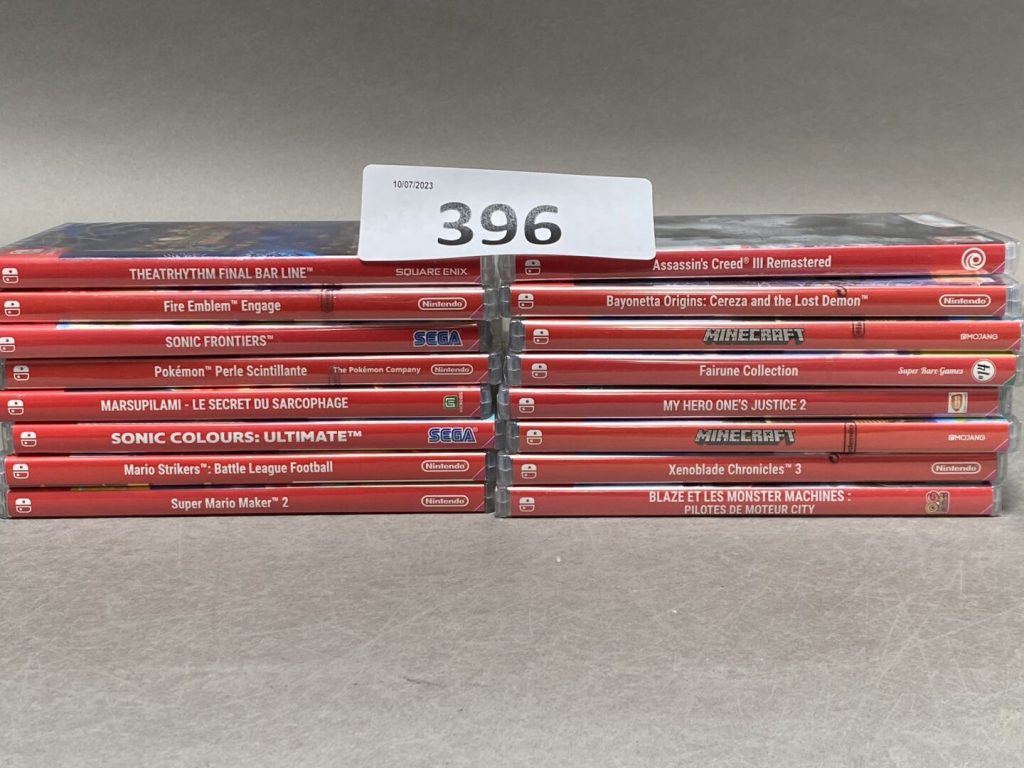 10/07/2023
396
THEATRHYTHM FINAL BAR LINE™ SQUARE ENIX
Fire Emblem™ Engage Nintendo
SONIC FRONTIERS™ SEGA
Pokémon™ Perle Scintillante The Pokémon Company Nintendo
MARSUPILAMI - LE SECRET DU SARCOPHAGE
SONIC COLOURS: ULTIMATE™ SEGA
Mario Strikers™: Battle League Football Nintendo
Super Mario Maker™ 2 Nintendo
Assassin's Creed® III Remastered
Bayonetta Origins: Cereza and the Lost Demon™ Nintendo
MINECRAFT MOJANG
Fairune Collection Super Rare Games #14
MY HERO ONE'S JUSTICE 2
MINECRAFT MOJANG
Xenoblade Chronicles™ 3 Nintendo
BLAZE ET LES MONSTER MACHINES :
PILOTES DE MOTEUR CITY